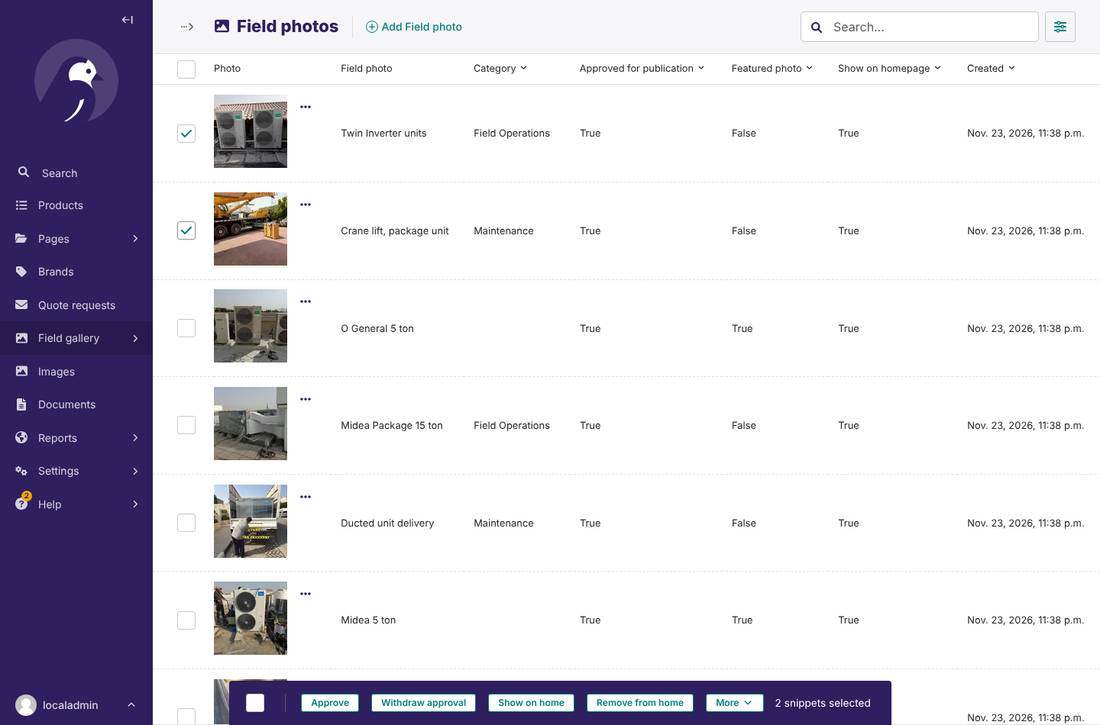 Field photos
Add Field photo
Search…
Search
Products
Pages
Brands
Quote requests
Field gallery
Images
Documents
Reports
Settings
2
Help
localadmin
Photo Field photo Category Approved for publication Featured photo Show on homepage Created
Twin Inverter units Field Operations True False True Nov. 23, 2026, 11:38 p.m.
Crane lift, package unit Maintenance True False True Nov. 23, 2026, 11:38 p.m.
O General 5 ton True True True Nov. 23, 2026, 11:38 p.m.
Midea Package 15 ton Field Operations True False True Nov. 23, 2026, 11:38 p.m.
Ducted unit delivery Maintenance True False True Nov. 23, 2026, 11:38 p.m.
Midea 5 ton True True True Nov. 23, 2026, 11:38 p.m.
Nov. 23, 2026, 11:38 p.m.
Approve Withdraw approval Show on home Remove from home More 2 snippets selected